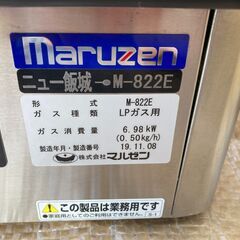 maruzen
ニュー飯城 M-822E
形式 M-822E
ガス種類 LPガス用
ガス消費量 6.98kW
(0.50kg/h)
製造年月・製造番号 19.11.08
株式会社マルゼン
この製品は業務用です
S-1